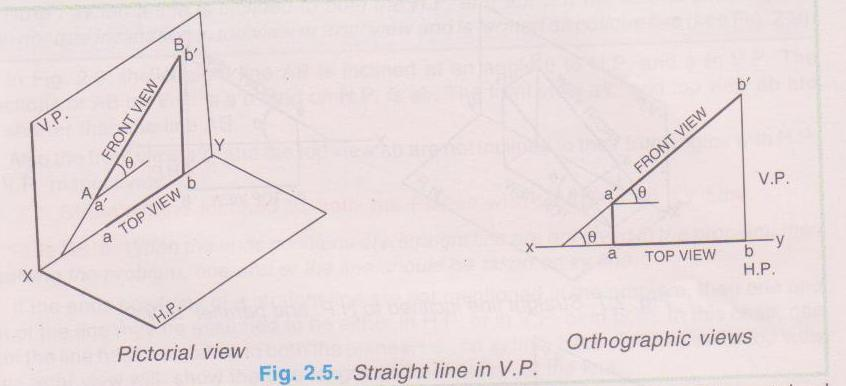 V.P.
B
b'
FRONT VIEW
θ
A
a'
Y
b
TOP VIEW
a
X
H.P.
Pictorial view
b'
FRONT VIEW
V.P.
a'
θ
θ
x
y
a
TOP VIEW
b
H.P.
Orthographic views
Fig. 2.5. Straight line in V.P.